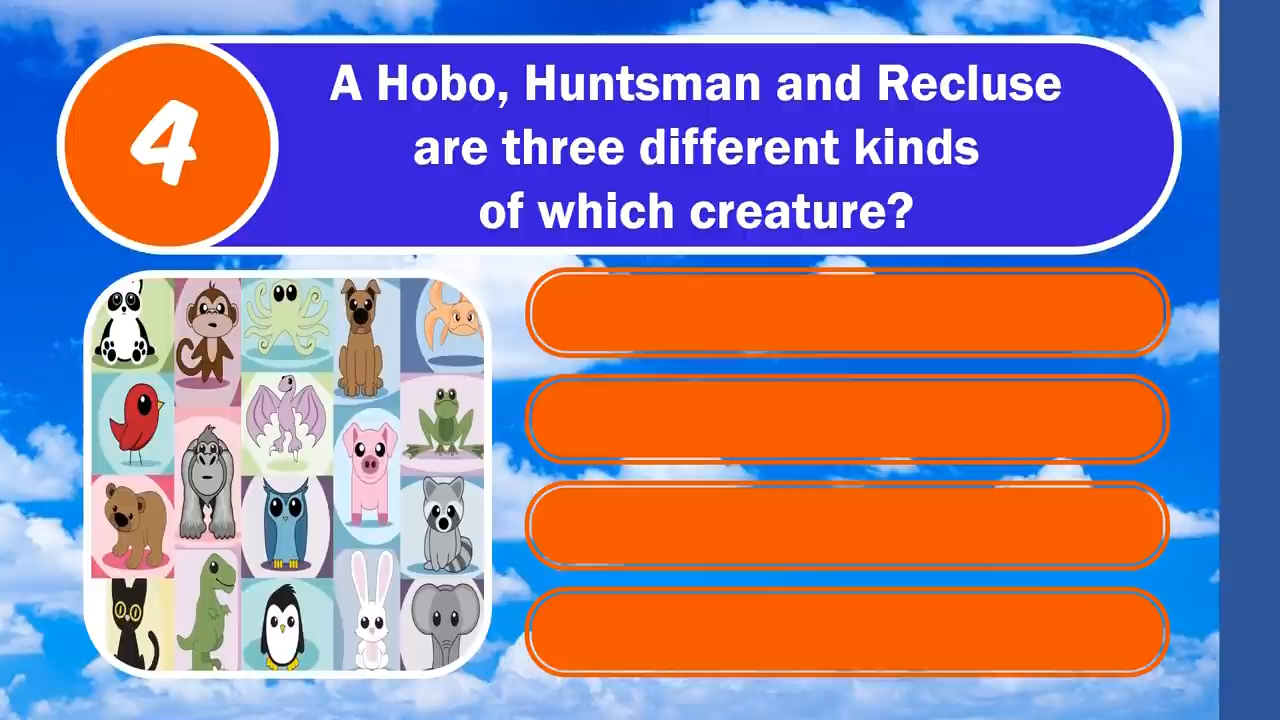 4
A Hobo, Huntsman and Recluse
are three different kinds
of which creature?